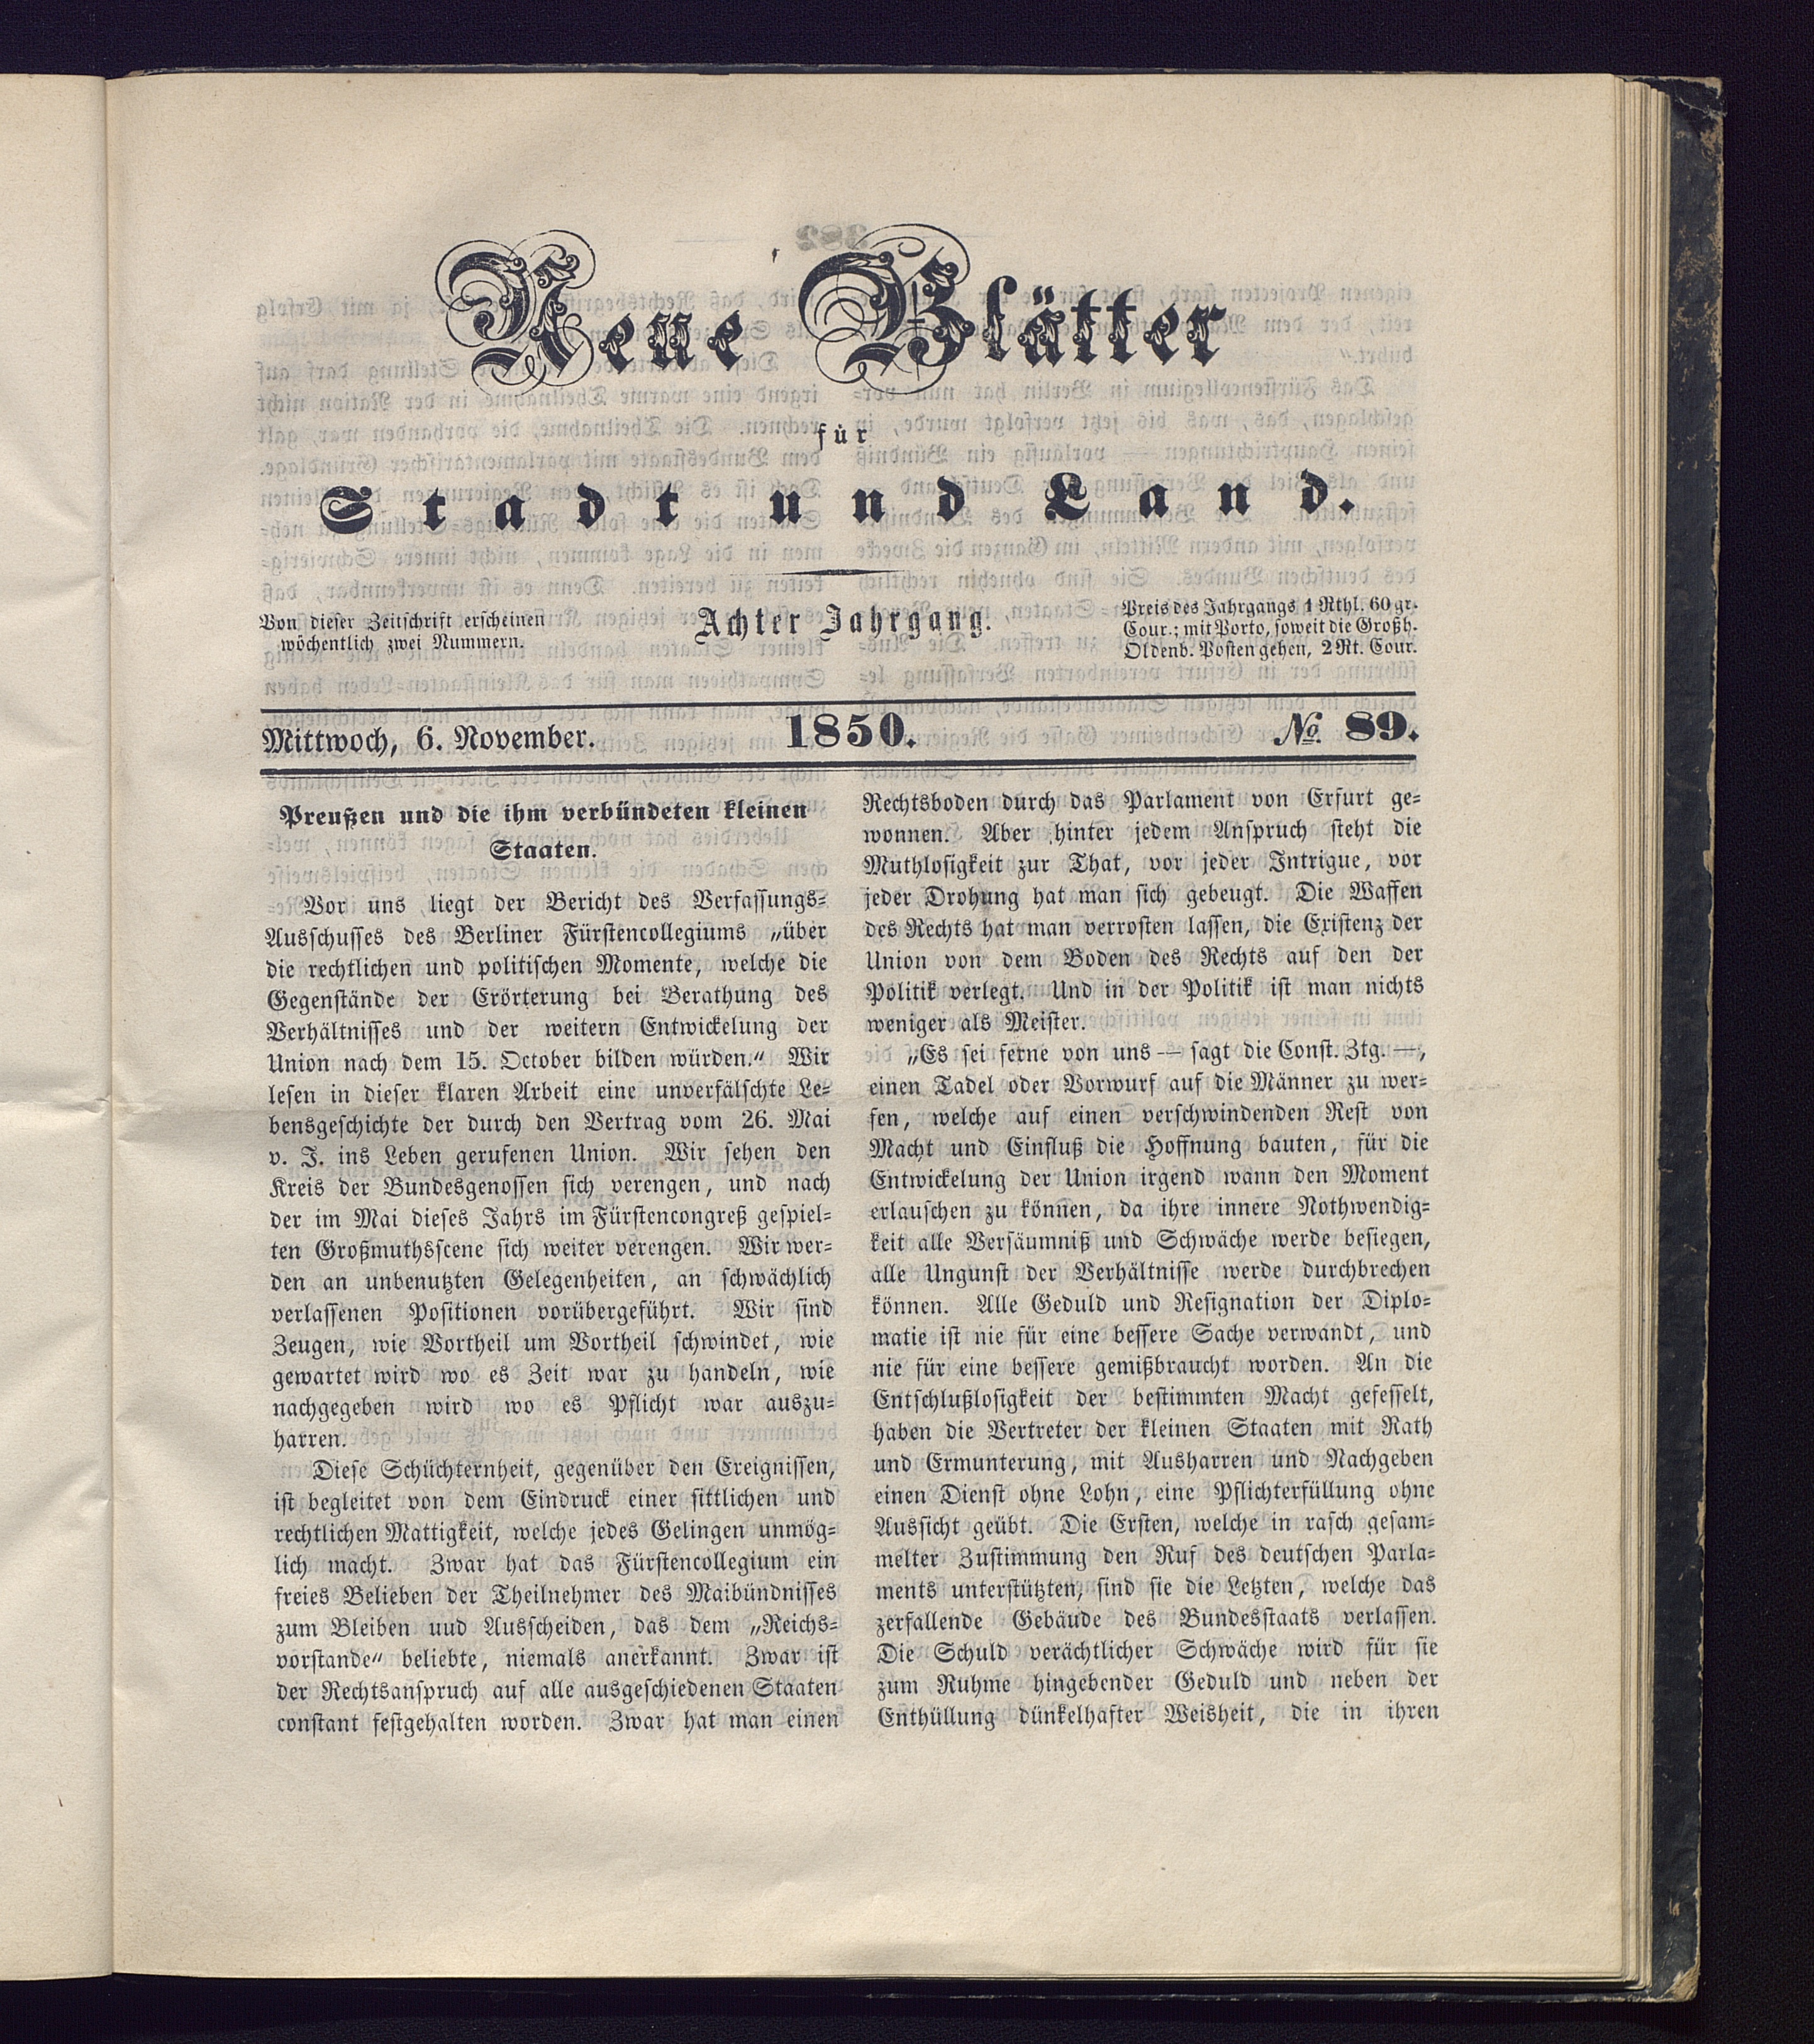 Neue Blätter
für
Stadt und Land.
Von dieser Zeitschrift erscheinen
wöchentlich zwei Nummern.
Achter Jahrgang.
Preis des Jahrgangs 1 Rthl. 60 gr.
Cour.; mit Porto, soweit die Großh.
Oldenb. Posten gehen, 2 Rt. Cour.
Mittwoch, 6. November.
1850.
No. 89.
Preußen und die ihm verbündeten kleinen
Staaten.
Vor uns liegt der Bericht des Verfassungs-
Ausschusses des Berliner Fürstencollegiums „über
die rechtlichen und politischen Momente, welche die
Gegenstände der Erörterung bei Berathung des
Verhältnisses und der weitern Entwickelung der
Union nach dem 15. October bilden würden.“ Wir
lesen in dieser klaren Arbeit eine unverfälschte Le-
bensgeschichte der durch den Vertrag vom 26. Mai
v. J. ins Leben gerufenen Union. Wir sehen den
Kreis der Bundesgenossen sich verengen, und nach
der im Mai dieses Jahrs im Fürstencongreß gespiel-
ten Großmuthsscene sich weiter verengen. Wir wer-
den an unbenutzten Gelegenheiten, an schwächlich
verlassenen Positionen vorübergeführt. Wir sind
Zeugen, wie Vortheil um Vortheil schwindet, wie
gewartet wird wo es Zeit war zu handeln, wie
nachgegeben wird wo es Pflicht war auszu-
harren.
Diese Schüchternheit, gegenüber den Ereignissen,
ist begleitet von dem Eindruck einer sittlichen und
rechtlichen Mattigkeit, welche jedes Gelingen unmög-
lich macht. Zwar hat das Fürstencollegium ein
freies Belieben der Theilnehmer des Maibündnisses
zum Bleiben uud Ausscheiden, das dem „Reichs-
vorstande“ beliebte, niemals anerkannt. Zwar ist
der Rechtsanspruch auf alle ausgeschiedenen Staaten
constant festgehalten worden. Zwar hat man einen
Rechtsboden durch das Parlament von Erfurt ge-
wonnen. Aber hinter jedem Anspruch steht die
Muthlosigkeit zur That, vor jeder Intrigue, vor
jeder Drohung hat man sich gebeugt. Die Waffen
des Rechts hat man verrosten lassen, die Existenz der
Union von dem Boden des Rechts auf den der
Politik verlegt. Und in der Politik ist man nichts
weniger als Meister.
„Es sei ferne von uns — sagt die Const. Ztg. —,
einen Tadel oder Vorwurf auf die Männer zu wer-
fen, welche auf einen verschwindenden Rest von
Macht und Einfluß die Hoffnung bauten, für die
Entwickelung der Union irgend wann den Moment
erlauschen zu können, da ihre innere Nothwendig-
keit alle Versäumniß und Schwäche werde besiegen,
alle Ungunst der Verhältnisse werde durchbrechen
können. Alle Geduld und Resignation der Diplo-
matie ist nie für eine bessere Sache verwandt, und
nie für eine bessere gemißbraucht worden. An die
Entschlußlosigkeit der bestimmten Macht gefesselt,
haben die Vertreter der kleinen Staaten mit Rath
und Ermunterung, mit Ausharren und Nachgeben
einen Dienst ohne Lohn, eine Pflichterfüllung ohne
Aussicht geübt. Die Ersten, welche in rasch gesam-
melter Zustimmung den Ruf des deutschen Parla-
ments unterstützten, sind sie die Letzten, welche das
zerfallende Gebäude des Bundesstaats verlassen.
Die Schuld verächtlicher Schwäche wird für sie
zum Ruhme hingebender Geduld und neben der
Enthüllung dünkelhafter Weisheit, die in ihren